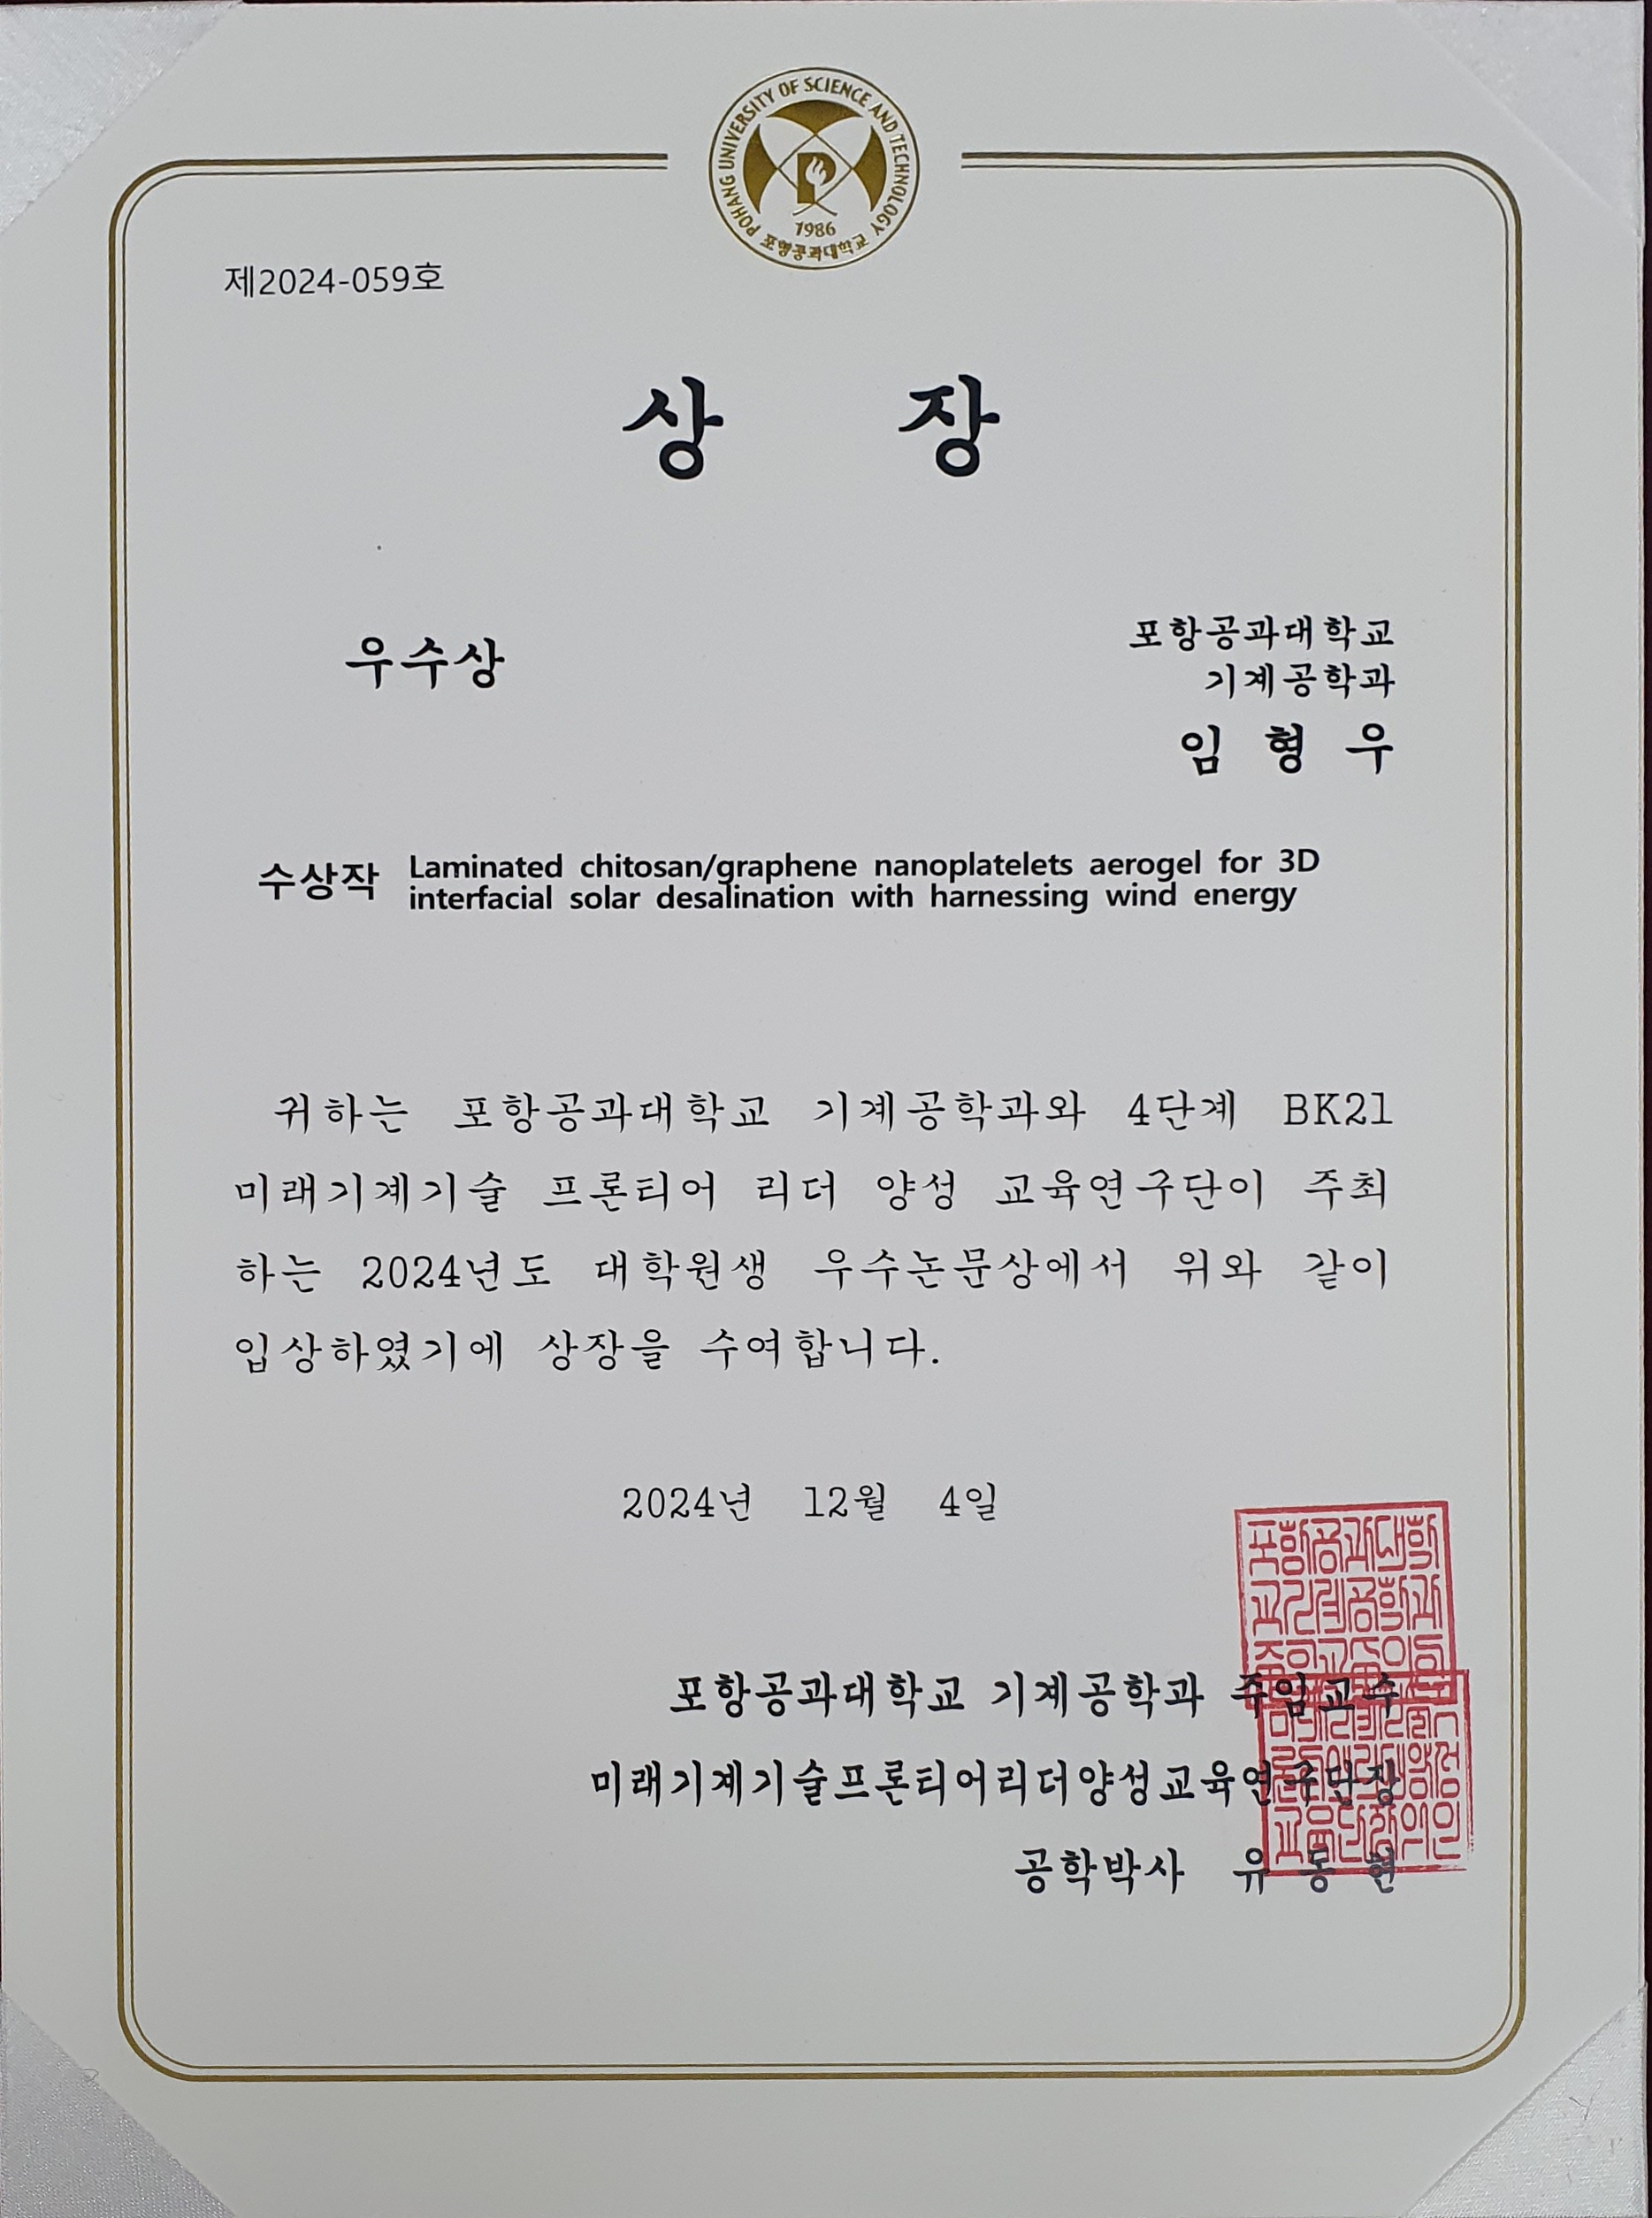 POHANG UNIVERSITY OF SCIENCE AND TECHNOLOGY
1986
포항공과대학교
제2024-059호
상 장
우수상
포항공과대학교
기계공학과
임 형 우
수상작
Laminated chitosan/graphene nanoplatelets aerogel for 3D
interfacial solar desalination with harnessing wind energy
귀하는 포항공과대학교 기계공학과와 4단계 BK21
미래기계기술 프론티어 리더 양성 교육연구단이 주최
하는 2024년도 대학원생 우수논문상에서 위와 같이
입상하였기에 상장을 수여합니다.
2024년 12월 4일
포항공과대학교 기계공학과 주임교수
미래기계기술프론티어리더양성교육연구단장
공학박사 유 동 현